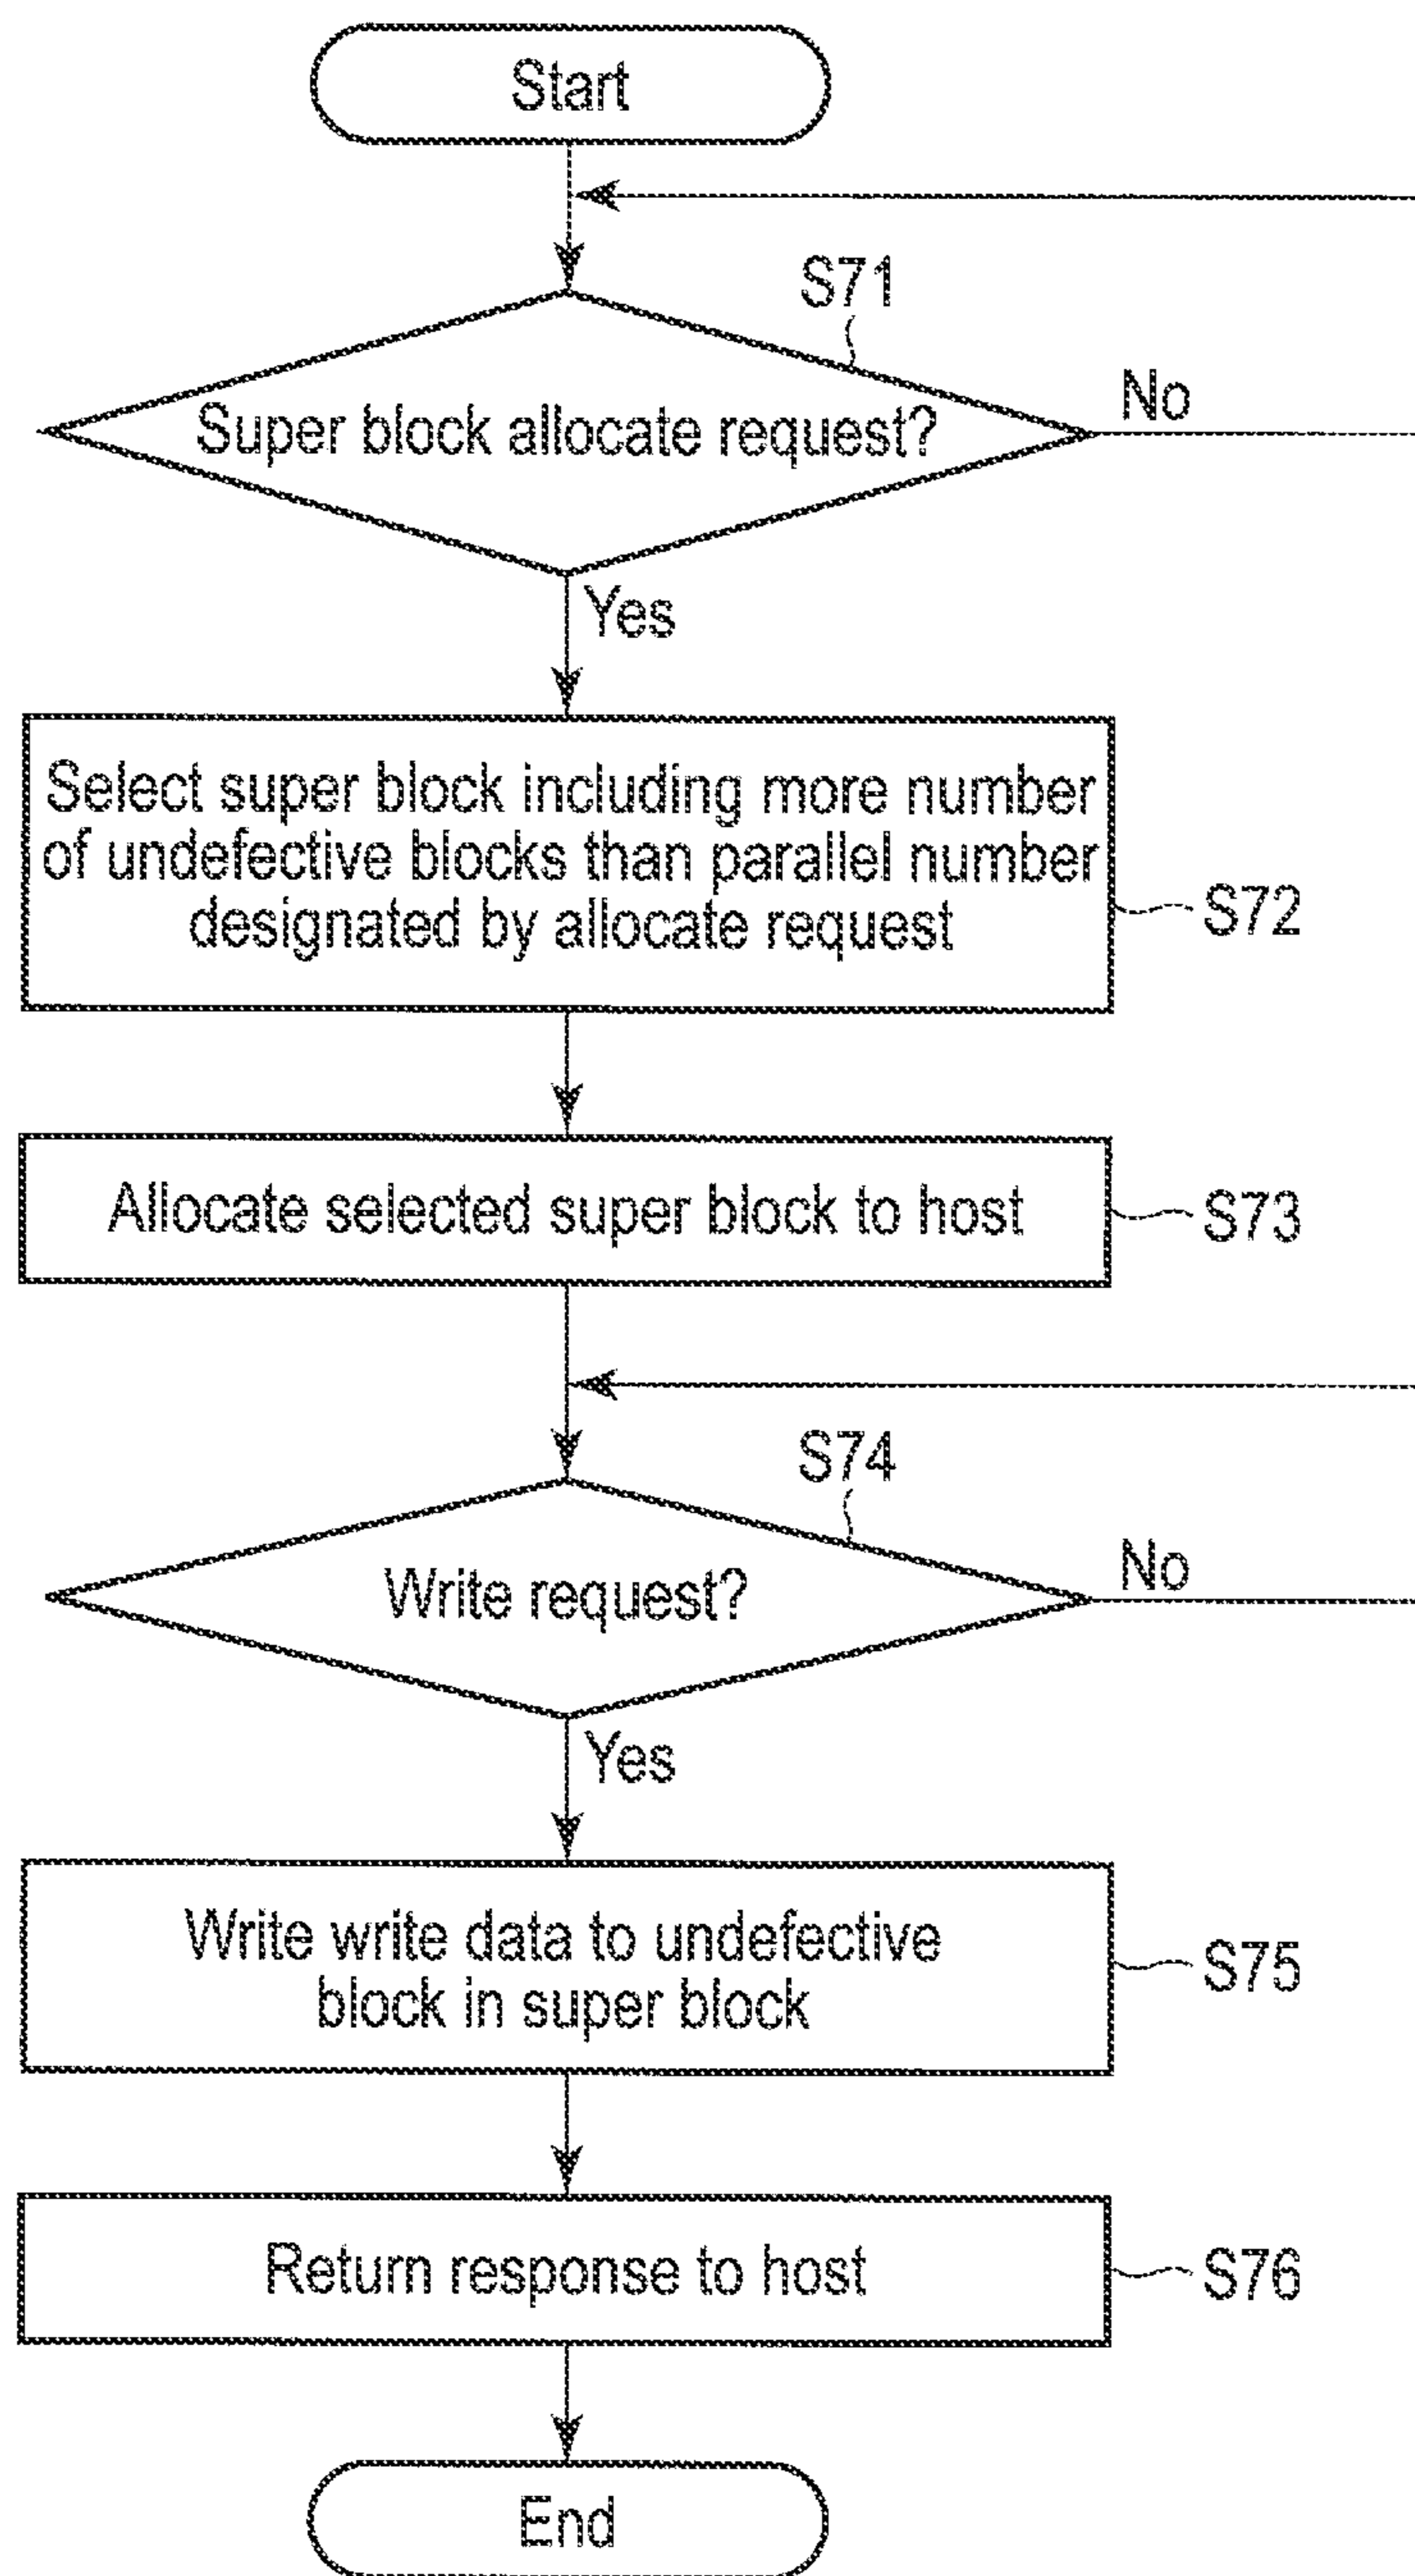 Start
S71
Super block allocate request?
No
Yes
Select super block including more number
of undefective blocks than parallel number
designated by allocate request
S72
Allocate selected super block to host
S73
S74
Write request?
No
Yes
Write write data to undefective
block in super block
S75
Return response to host
S76
End